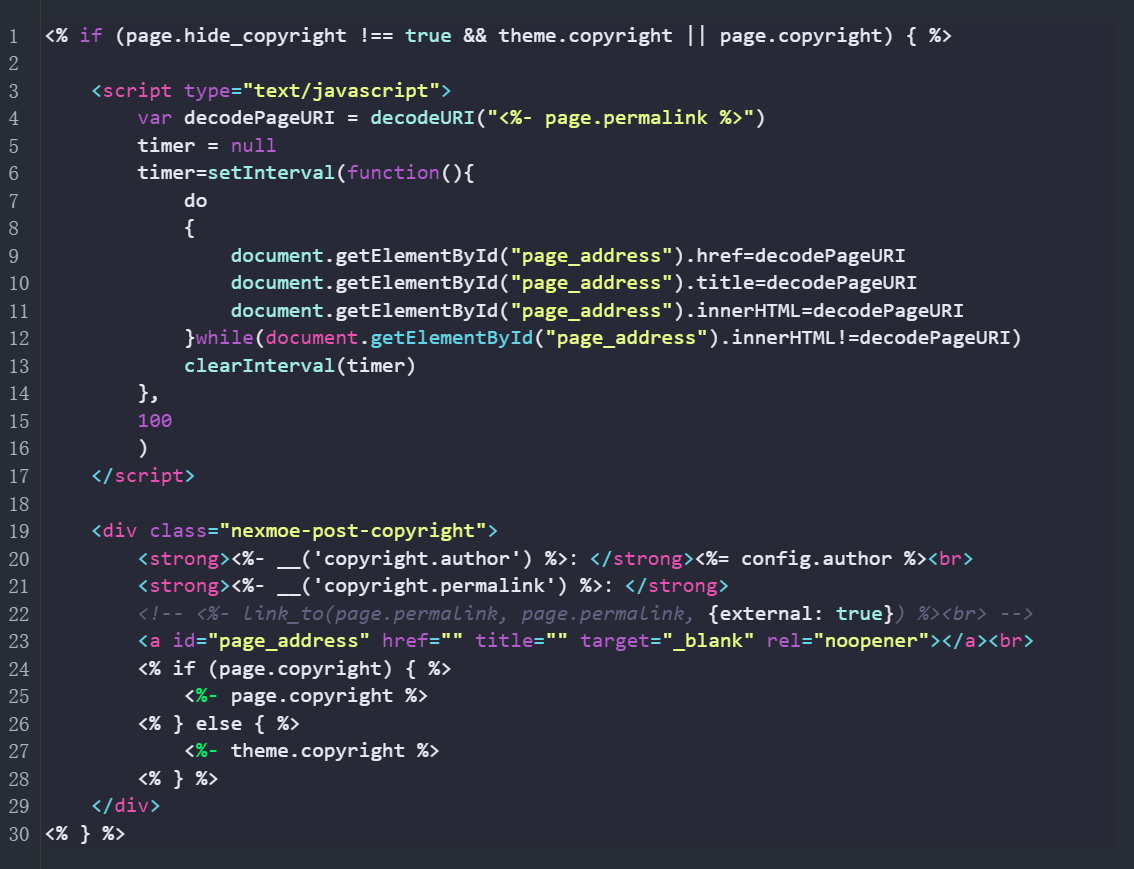 1 <% if (page.hide_copyright !== true && theme.copyright || page.copyright) { %>
2
3     <script type="text/javascript">
4         var decodePageURI = decodeURI("<%- page.permalink %>")
5         timer = null
6         timer=setInterval(function(){
7             do
8             {
9                 document.getElementById("page_address").href=decodePageURI
10                 document.getElementById("page_address").title=decodePageURI
11                 document.getElementById("page_address").innerHTML=decodePageURI
12             }while(document.getElementById("page_address").innerHTML!=decodePageURI)
13             clearInterval(timer)
14         },
15         100
16         )
17     </script>
18
19     <div class="nexmoe-post-copyright">
20         <strong><%- __('copyright.author') %>: </strong><%= config.author %><br>
21         <strong><%- __('copyright.permalink') %>: </strong>
22         <!-- <%- link_to(page.permalink, page.permalink, {external: true}) %><br> -->
23         <a id="page_address" href="" title="" target="_blank" rel="noopener"></a><br>
24         <% if (page.copyright) { %>
25             <%- page.copyright %>
26         <% } else { %>
27             <%- theme.copyright %>
28         <% } %>
29     </div>
30 <% } %>